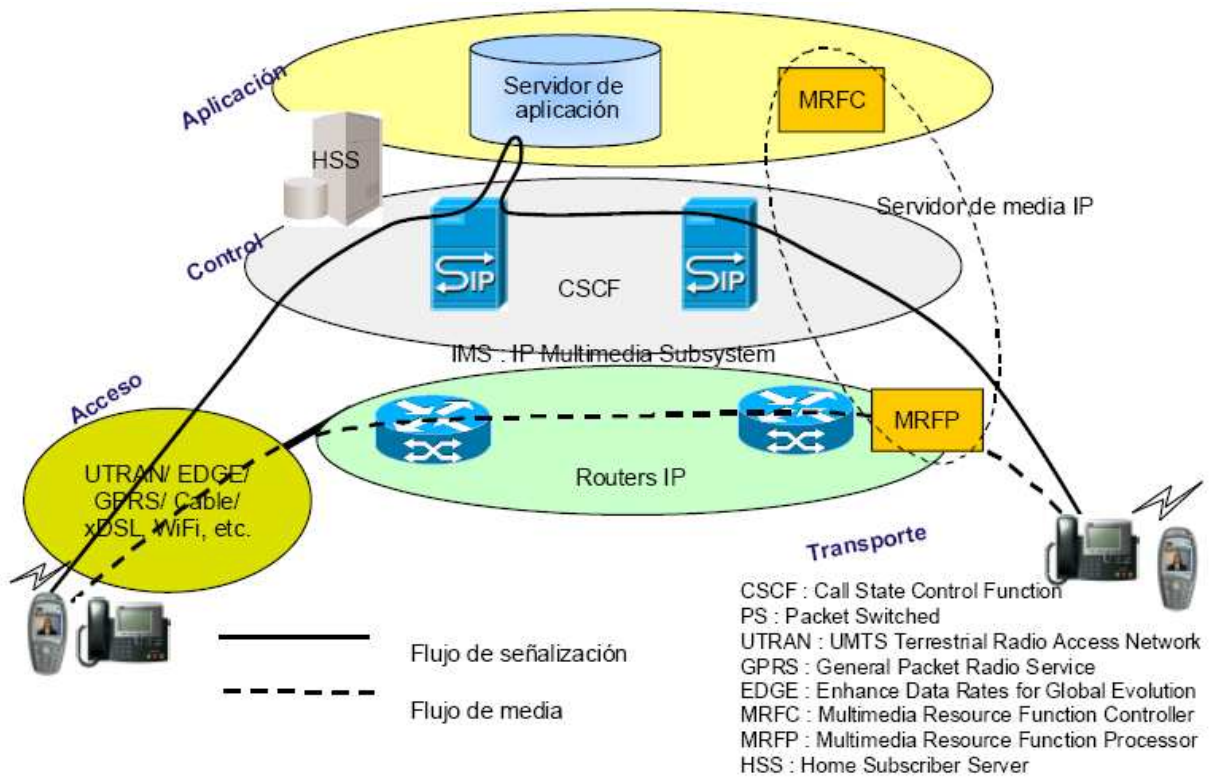 Aplicación
Servidor de
aplicación
MRFC
HSS
Servidor de media IP
Control
SIP
SIP
CSCF
IMS : IP Multimedia Subsystem
Acceso
MRFP
UTRAN/ EDGE/
GPRS/ Cable/
xDSL, WiFi, etc.
Routers IP
Transporte
Flujo de señalización
Flujo de media
CSCF : Call State Control Function
PS : Packet Switched
UTRAN : UMTS Terrestrial Radio Access Network
GPRS : General Packet Radio Service
EDGE : Enhance Data Rates for Global Evolution
MRFC : Multimedia Resource Function Controller
MRFP : Multimedia Resource Function Processor
HSS : Home Subscriber Server